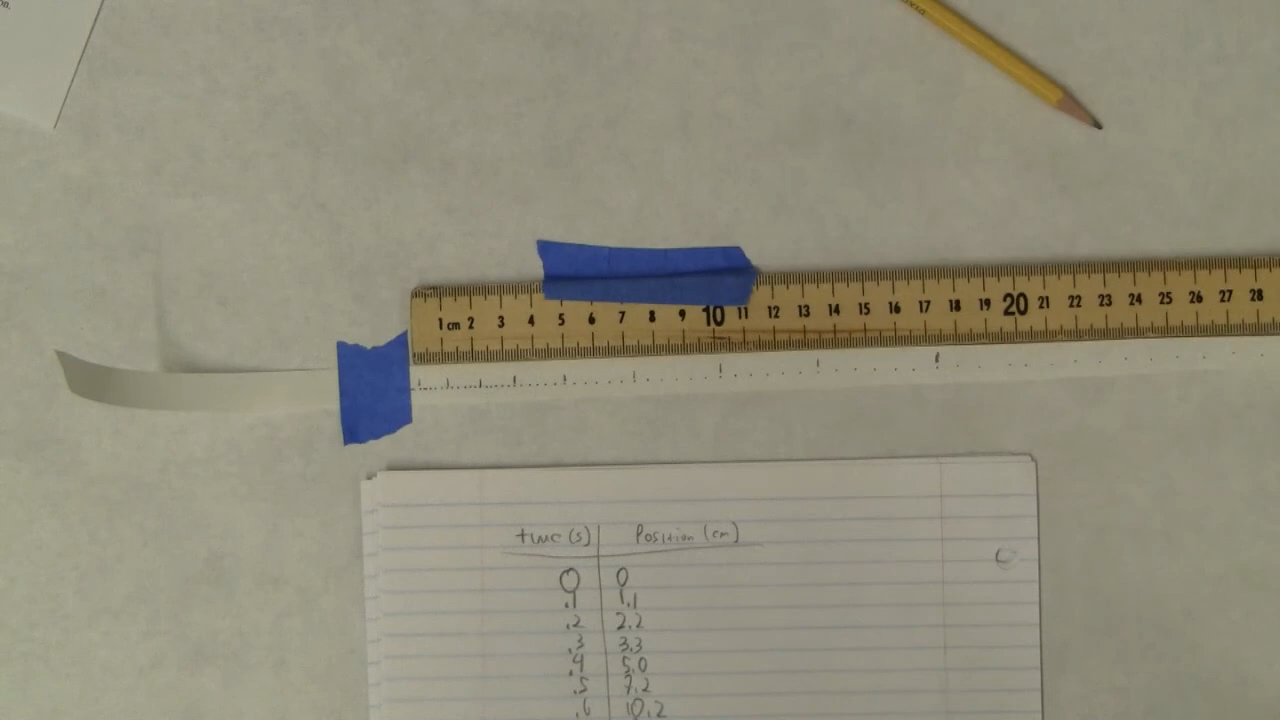 on.
1 cm 2 3 4 5 6 7 8 9 10 11 12 13 14 15 16 17 18 19 20 21 22 23 24 25 26 27 28
time (s) Position (cm)
0 0
.1 1.1
.2 2.2
.3 3.3
.4 5.0
.5 7.2
.6 10.2